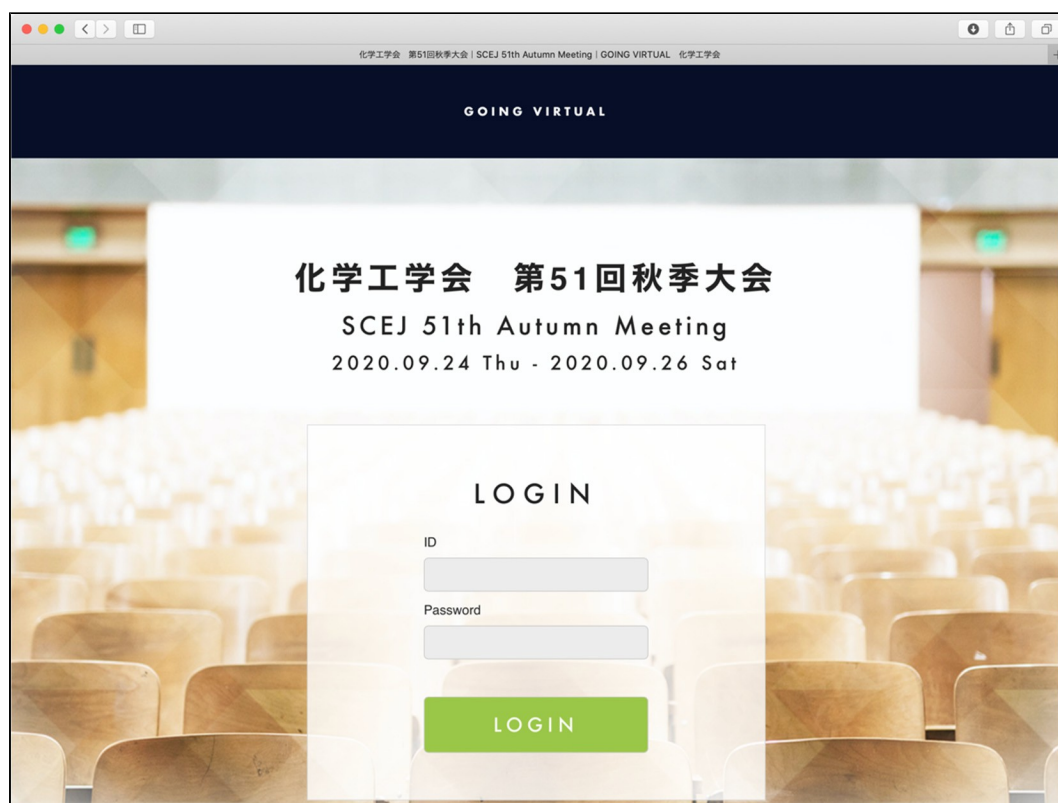 化学工学会　第51回秋季大会 | SCEJ 51th Autumn Meeting | GOING VIRTUAL　化学工学会
GOING VIRTUAL
化学工学会　第51回秋季大会
SCEJ 51th Autumn Meeting
2020.09.24 Thu - 2020.09.26 Sat
LOGIN
ID
Password
LOGIN